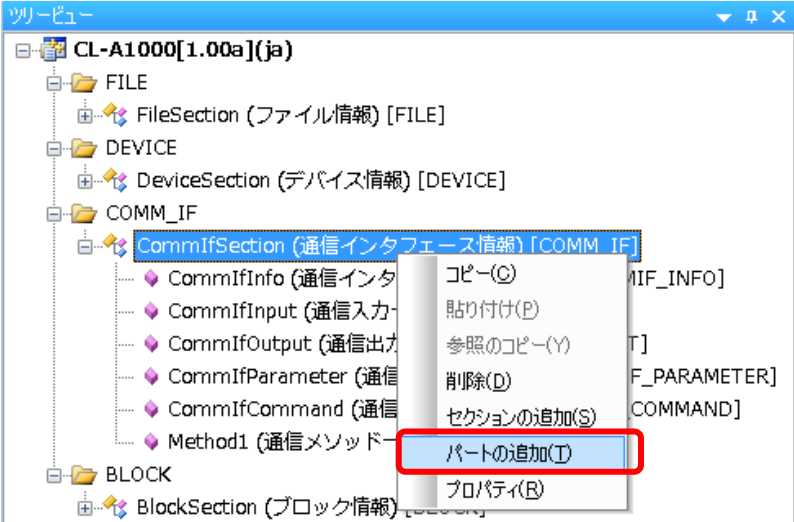 ツリービュー
CL-A1000[1.00a](ja)
FILE
FileSection (ファイル情報) [FILE]
DEVICE
DeviceSection (デバイス情報) [DEVICE]
COMM_IF
CommIfSection (通信インタフェース情報) [COMM_IF]
CommIfInfo (通信インタ MIF_INFO]
CommIfInput (通信入力
CommIfOutput (通信出力 T]
CommIfParameter (通信 F_PARAMETER]
CommIfCommand (通信 _COMMAND]
Method1 (通信メソッド
BLOCK
BlockSection (ブロック情報) [BLOCK]
コピー(C)
貼り付け(P)
参照のコピー(Y)
削除(D)
セクションの追加(S)
パートの追加(T)
プロパティ(R)